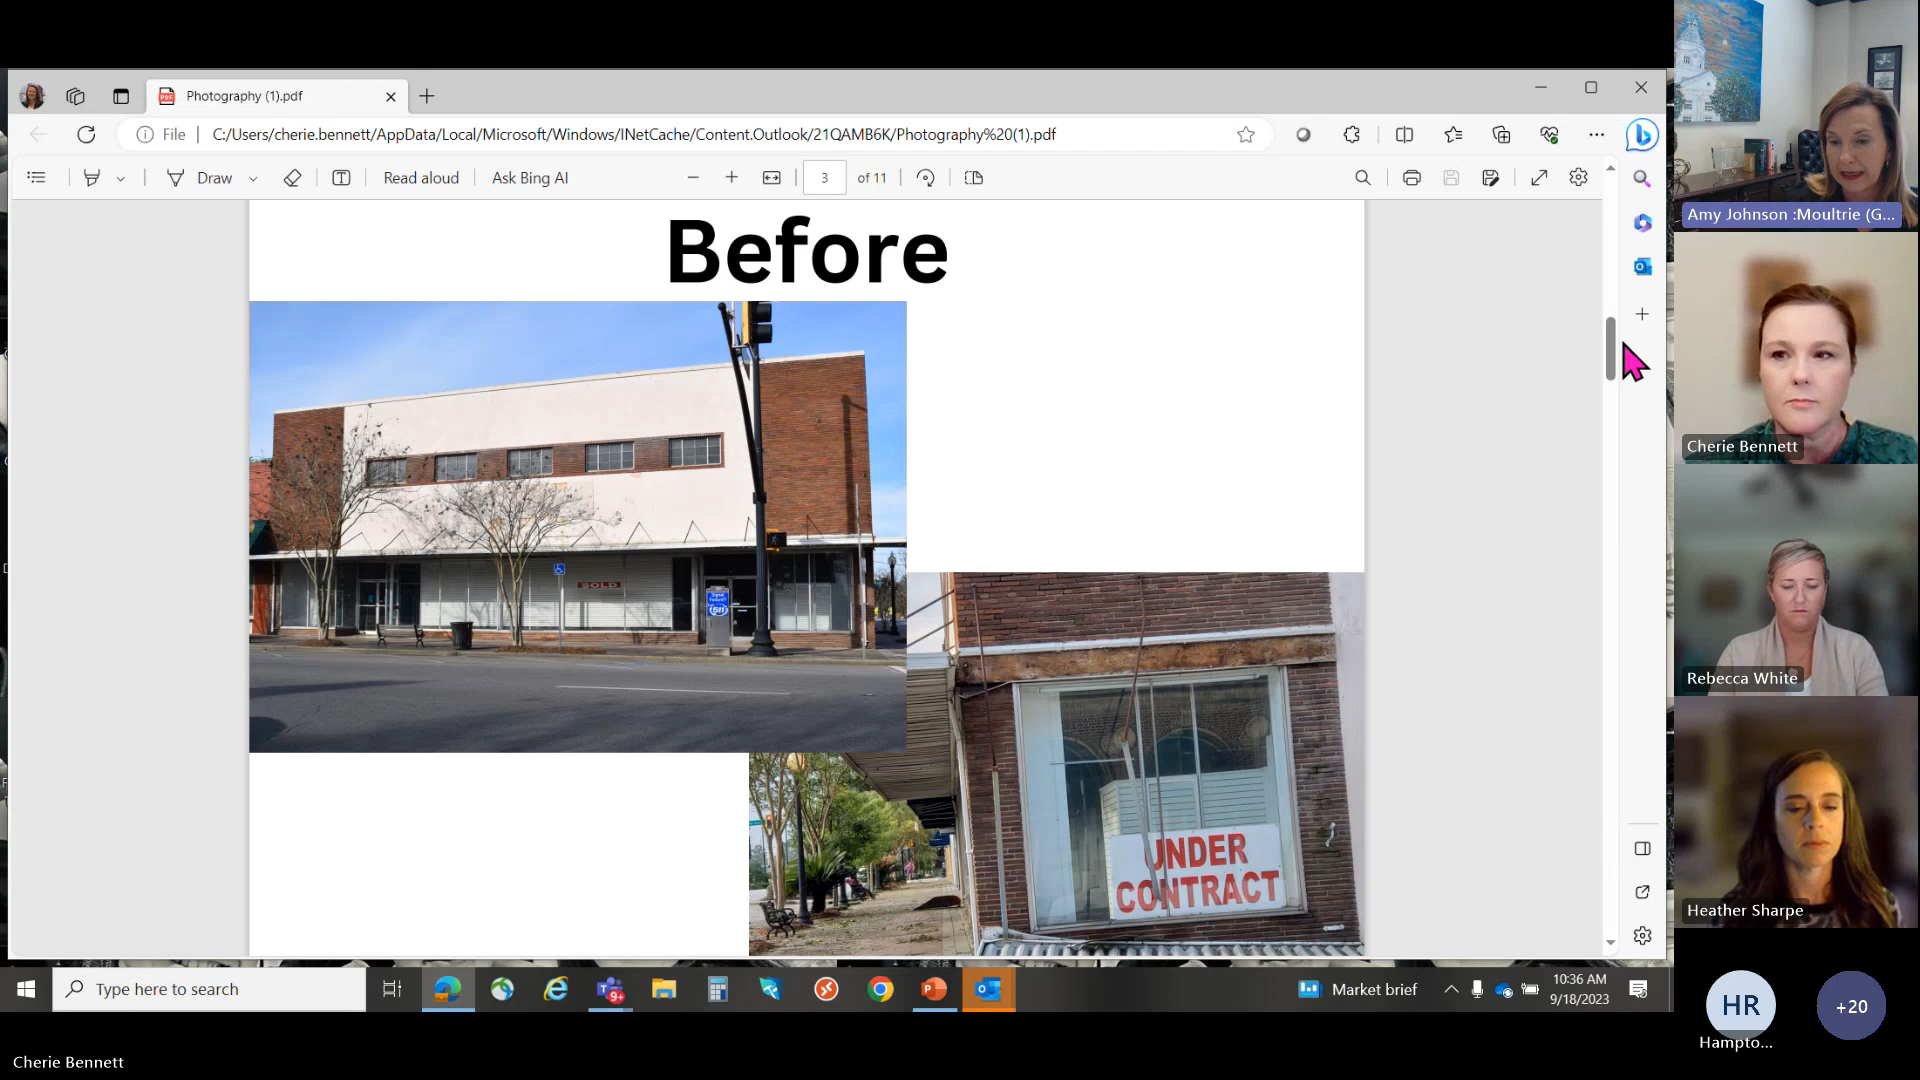 Photography (1).pdf
File
C:/Users/cherie.bennett/AppData/Local/Microsoft/Windows/INetCache/Content.Outlook/21QAMB6K/Photography%20(1).pdf
Draw
Read aloud
Ask Bing AI
3
of 11
Before
SOLD
511
UNDER
CONTRACT
Amy Johnson :Moultrie (G...
Cherie Bennett
Rebecca White
Heather Sharpe
HR
Hampto...
+20
Type here to search
9+
Market brief
10:36 AM
9/18/2023
Cherie Bennett